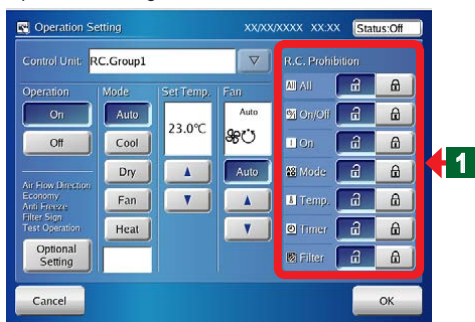 Operation Setting XX/XX/XXXX XX:XX Status:Off
Control Unit: RC.Group1
R.C. Prohibition
Operation Mode Set Temp. Fan
On
Off
Auto
Cool
Dry
Fan
Heat
23.0°C
Auto
Auto
Air Flow Direction
Economy
Anti Freeze
Filter Sign
Test Operation
Optional
Setting
All All
On/Off
On
Mode
Temp.
Timer
Filter
1
Cancel OK